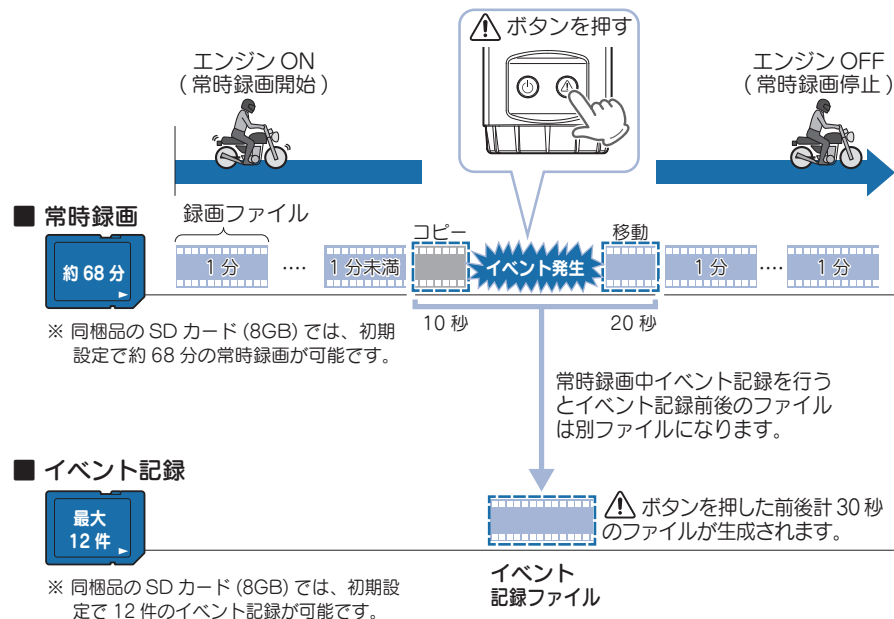 ⚠ ボタンを押す
エンジン ON
( 常時録画開始 )
エンジン OFF
( 常時録画停止 )
■ 常時録画
録画ファイル
コピー
移動
約 68 分
1 分
‥‥
1 分未満
イベント発生
1 分
‥‥
1 分
10 秒
20 秒
※ 同梱品の SD カード (8GB) では、初期
設定で約 68 分の常時録画が可能です。
常時録画中イベント記録を行う
とイベント記録前後のファイル
は別ファイルになります。
■ イベント記録
最大
12 件
⚠ ボタンを押した前後計 30 秒
のファイルが生成されます。
イベント
記録ファイル
※ 同梱品の SD カード (8GB) では、初期設
定で 12 件のイベント記録が可能です。